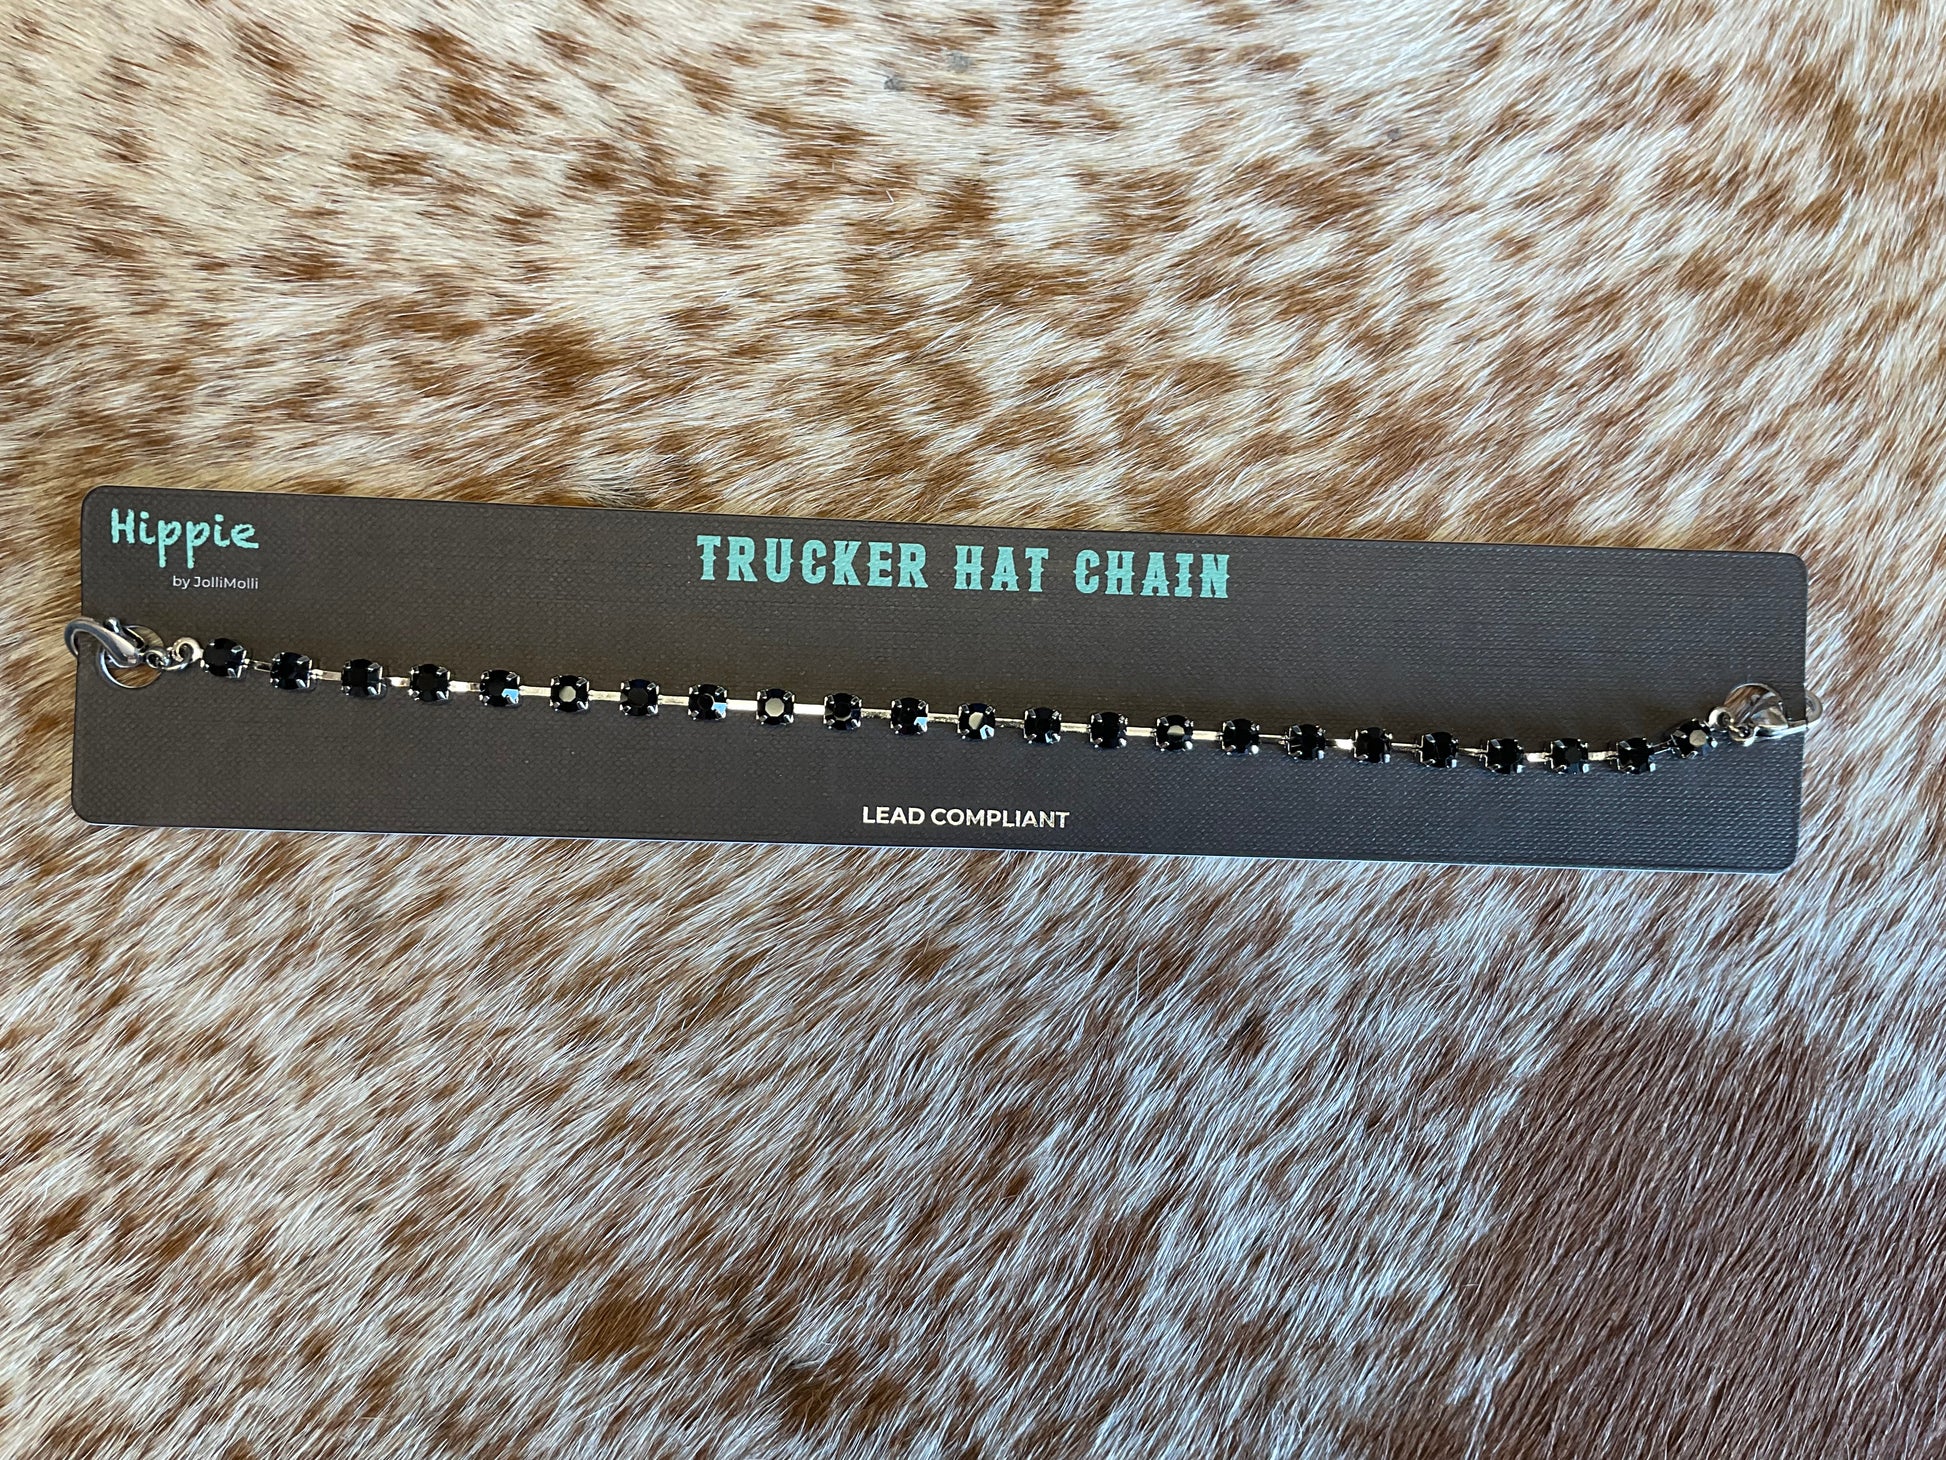 Hippie
by JolliMolli
TRUCKER HAT CHAIN
LEAD COMPLIANT